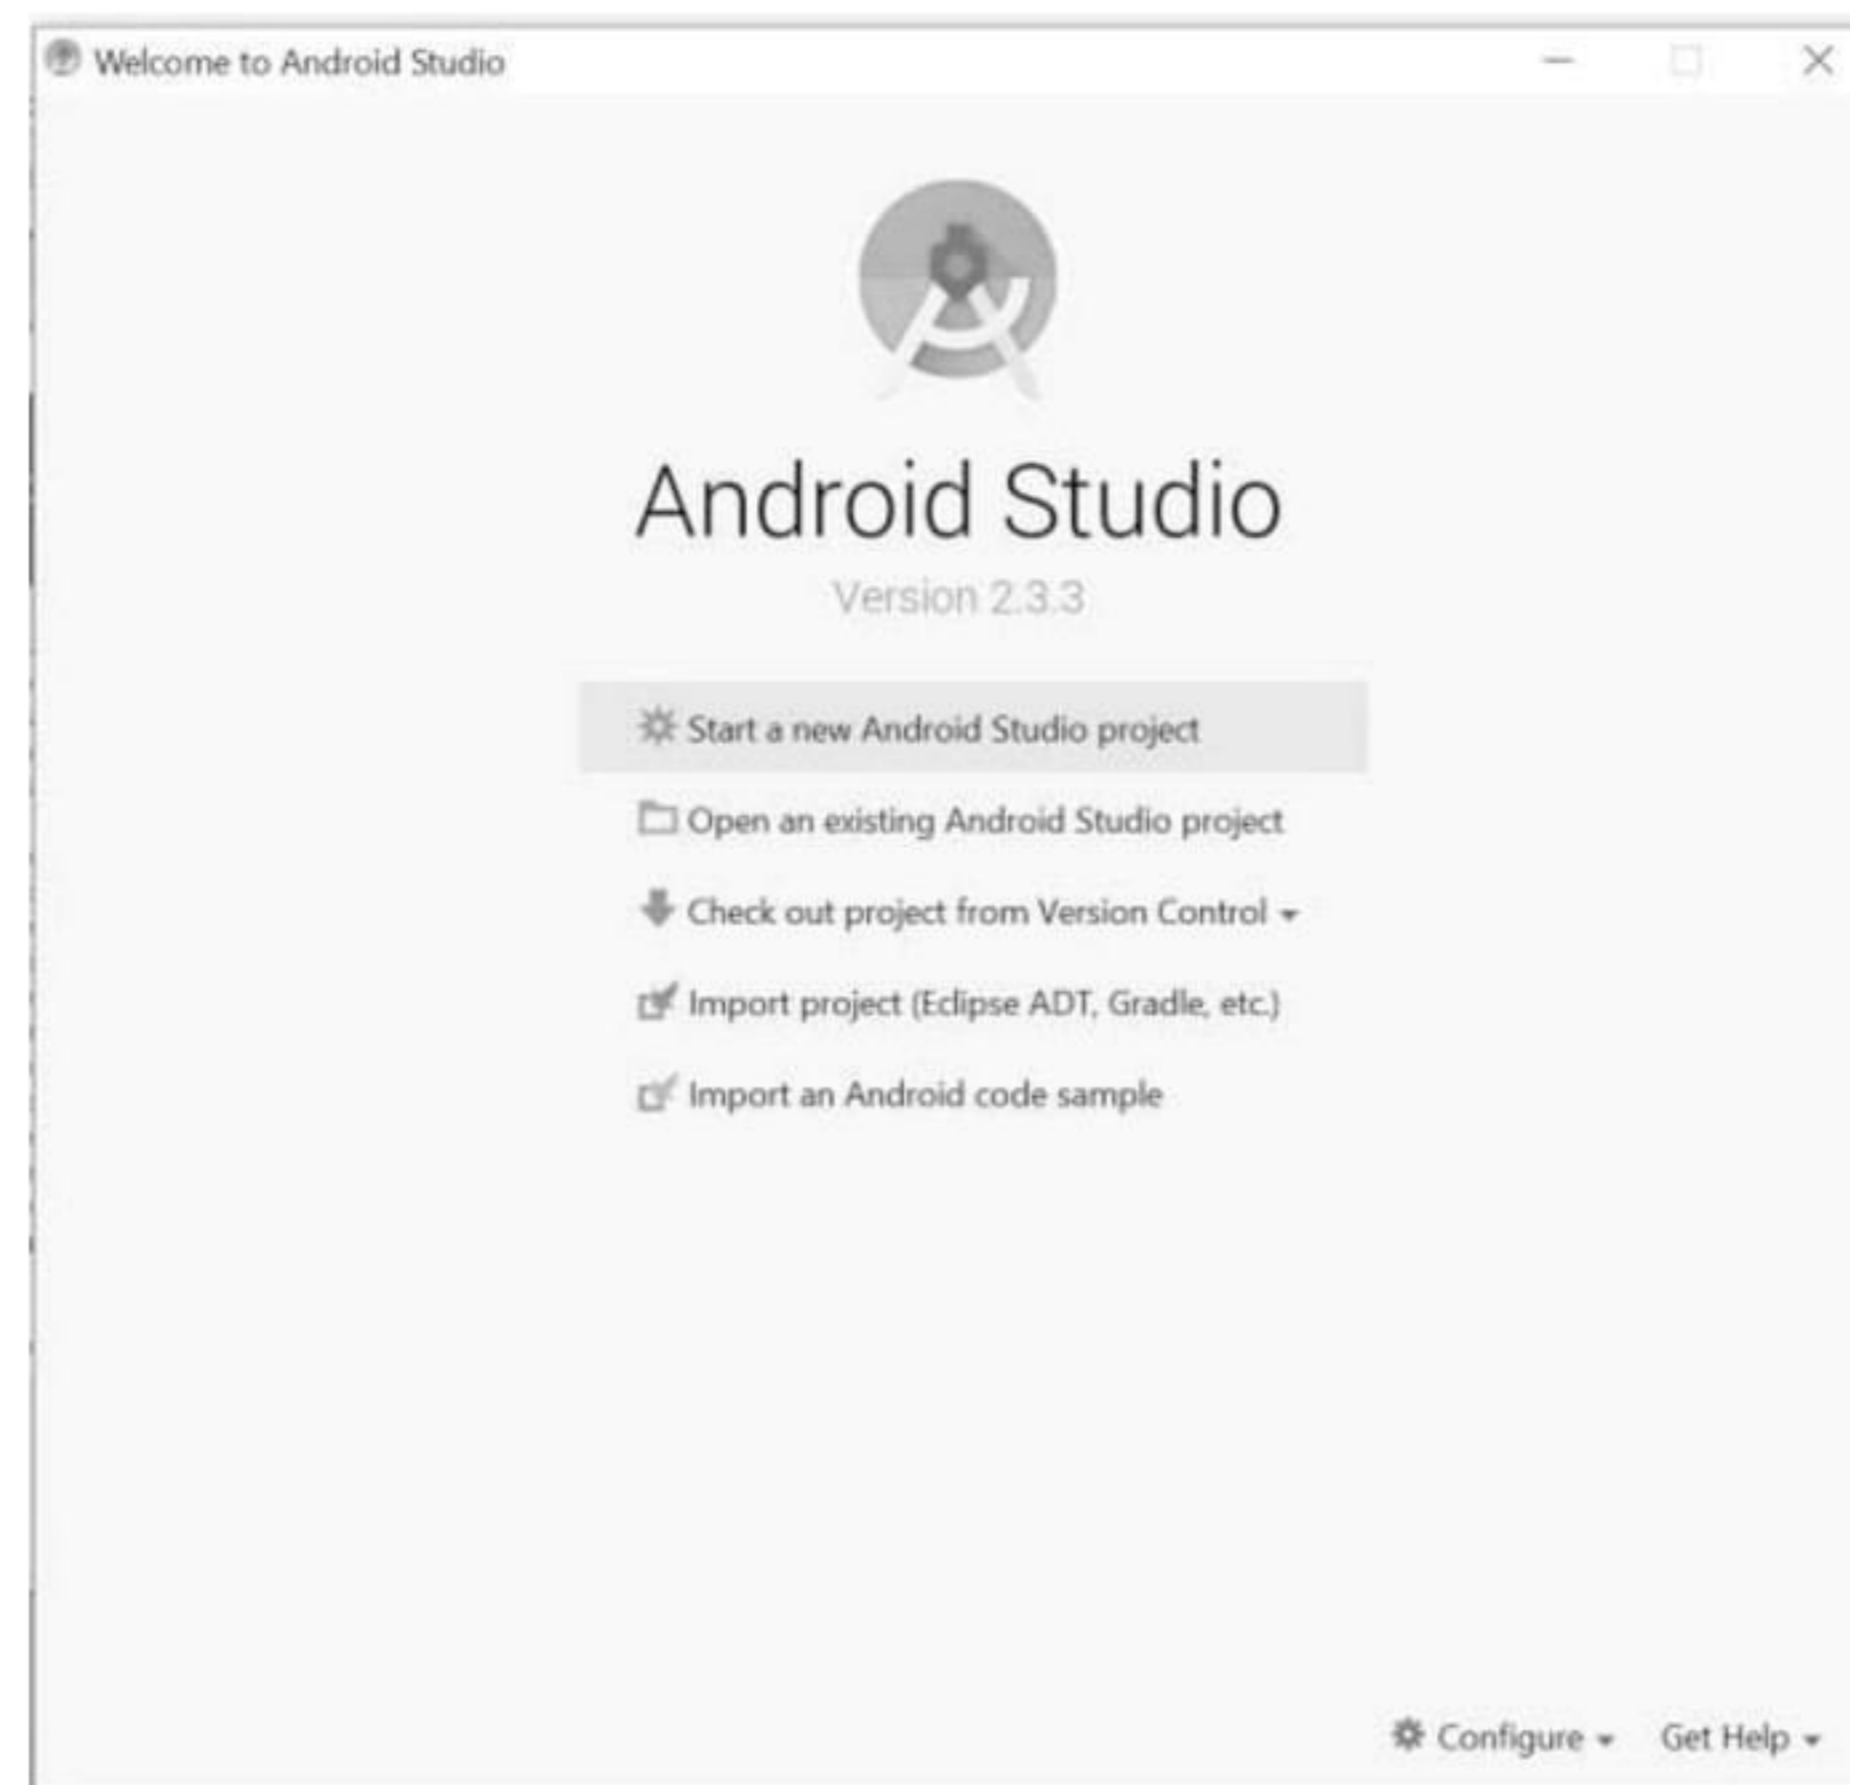 Welcome to Android Studio
Android Studio
Version 2.3.3
Start a new Android Studio project
Open an existing Android Studio project
Check out project from Version Control
Import project (Eclipse ADT, Gradle, etc.)
Import an Android code sample
Configure Get Help